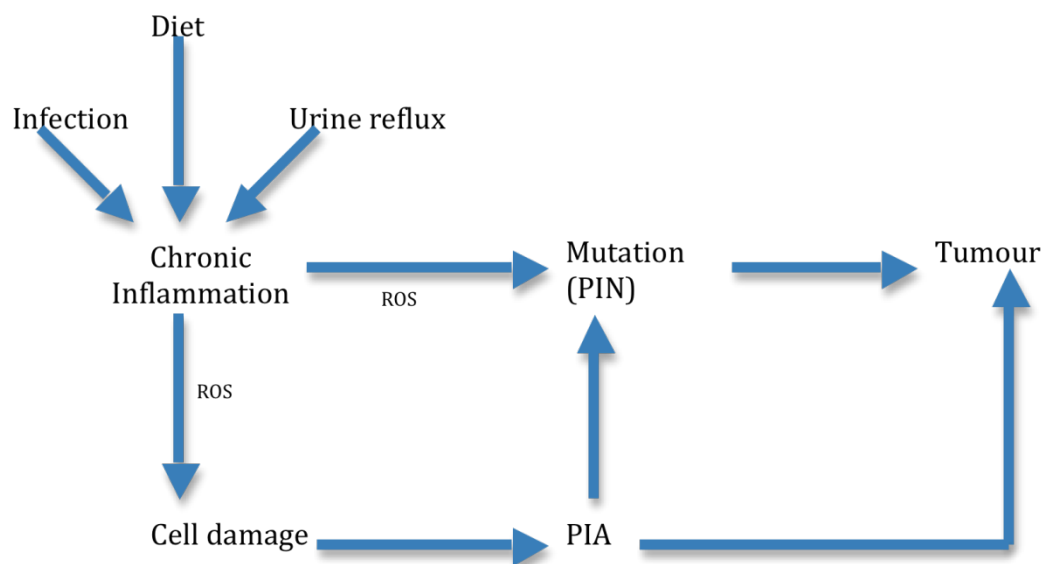 Diet
Infection
Urine reflux
Chronic
Inflammation
ROS
Mutation
(PIN)
Tumour
ROS
Cell damage
PIA